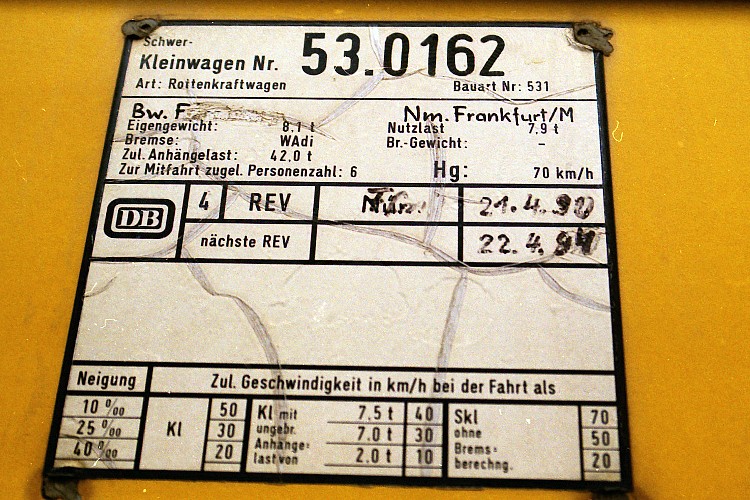 Schwer-
Kleinwagen Nr. 53.0162
Art: Rottenkraftwagen Bauart Nr: 531
Bw. F Nm. Frankfurt/M
Eigengewicht: 8.1 t Nutzlast 7.9 t
Bremse: WAdi Br.-Gewicht: -
Zul. Anhängelast: 42.0 t
Zur Mitfahrt zugel. Personenzahl: 6 Hg: 70 km/h
DB 4 REV 21.4.
nächste REV 22.4.
Neigung Zul. Geschwindigkeit in km/h bei der Fahrt als
10 ‰ Kl 50 Kl mit 7.5 t 40 Skl 70
25 ‰ 30 ungebr. 7.0 t 30 ohne 50
40 ‰ 20 Anhänge: 2.0 t 10 Brems: 20
last von berechng.